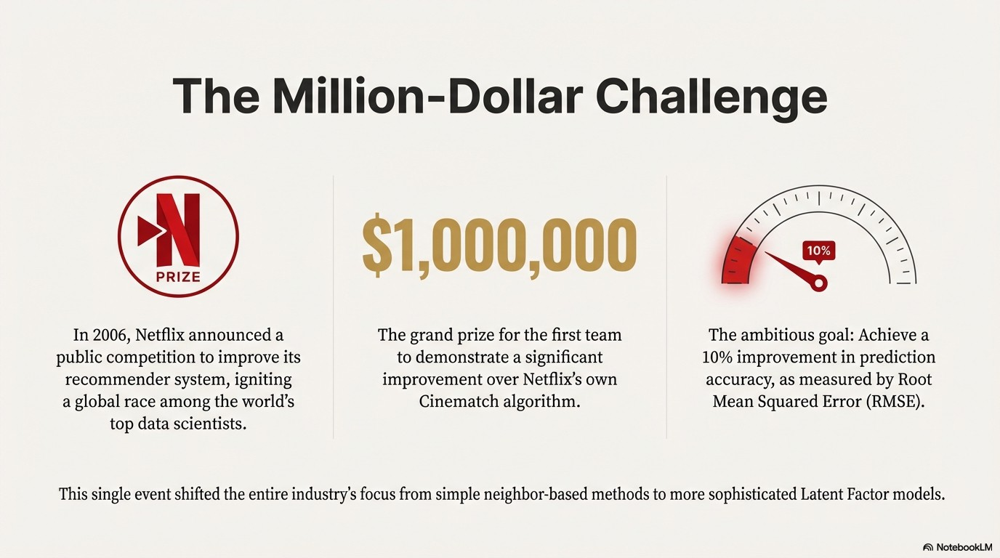 The Million-Dollar Challenge
N
PRIZE
In 2006, Netflix announced a
public competition to improve its
recommender system, igniting
a global race among the world’s
top data scientists.
$1,000,000
The grand prize for the first team
to demonstrate a significant
improvement over Netflix’s own
Cinematch algorithm.
10%
The ambitious goal: Achieve a
10% improvement in prediction
accuracy, as measured by Root
Mean Squared Error (RMSE).
This single event shifted the entire industry’s focus from simple neighbor-based methods to more sophisticated Latent Factor models.
NotebookLM